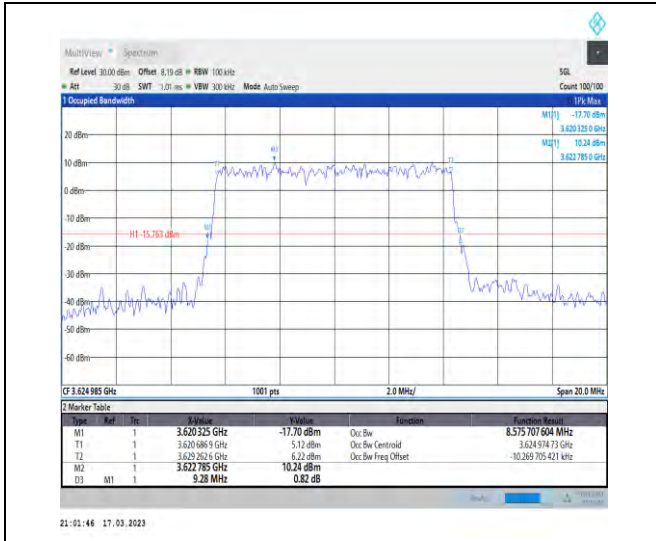 MultiView Spectrum
Ref Level 30.00 dBm Offset 8.19 dB RBW 100 kHz SGL
Att 30 dB SWT 1.01 ms VBW 300 kHz Mode Auto Sweep Count 100/100
1 Occupied Bandwidth 1Pk Max
M1[1] -17.70 dBm
3.620 325 0 GHz
M2[1] 10.24 dBm
3.622 785 0 GHz
20 dBm
M2
10 dBm
0 dBm
-10 dBm
H1 -15.763 dBm
-20 dBm
-30 dBm
-40 dBm
-50 dBm
-60 dBm
CF 3.624 985 GHz 1001 pts 2.0 MHz/ Span 20.0 MHz
2 Marker Table
Type Ref Trc X-Value Y-Value Function Function Result
M1 1 3.620 325 GHz -17.70 dBm Occ Bw 8.575 707 604 MHz
T1 1 3.620 686 9 GHz 5.12 dBm Occ Bw Centroid 3.624 974 73 GHz
T2 1 3.629 262 6 GHz 6.22 dBm Occ Bw Freq Offset -10.269 705 421 kHz
M2 1 3.622 785 GHz 10.24 dBm
D3 M1 1 9.28 MHz 0.82 dB
21:01:46 17.03.2023